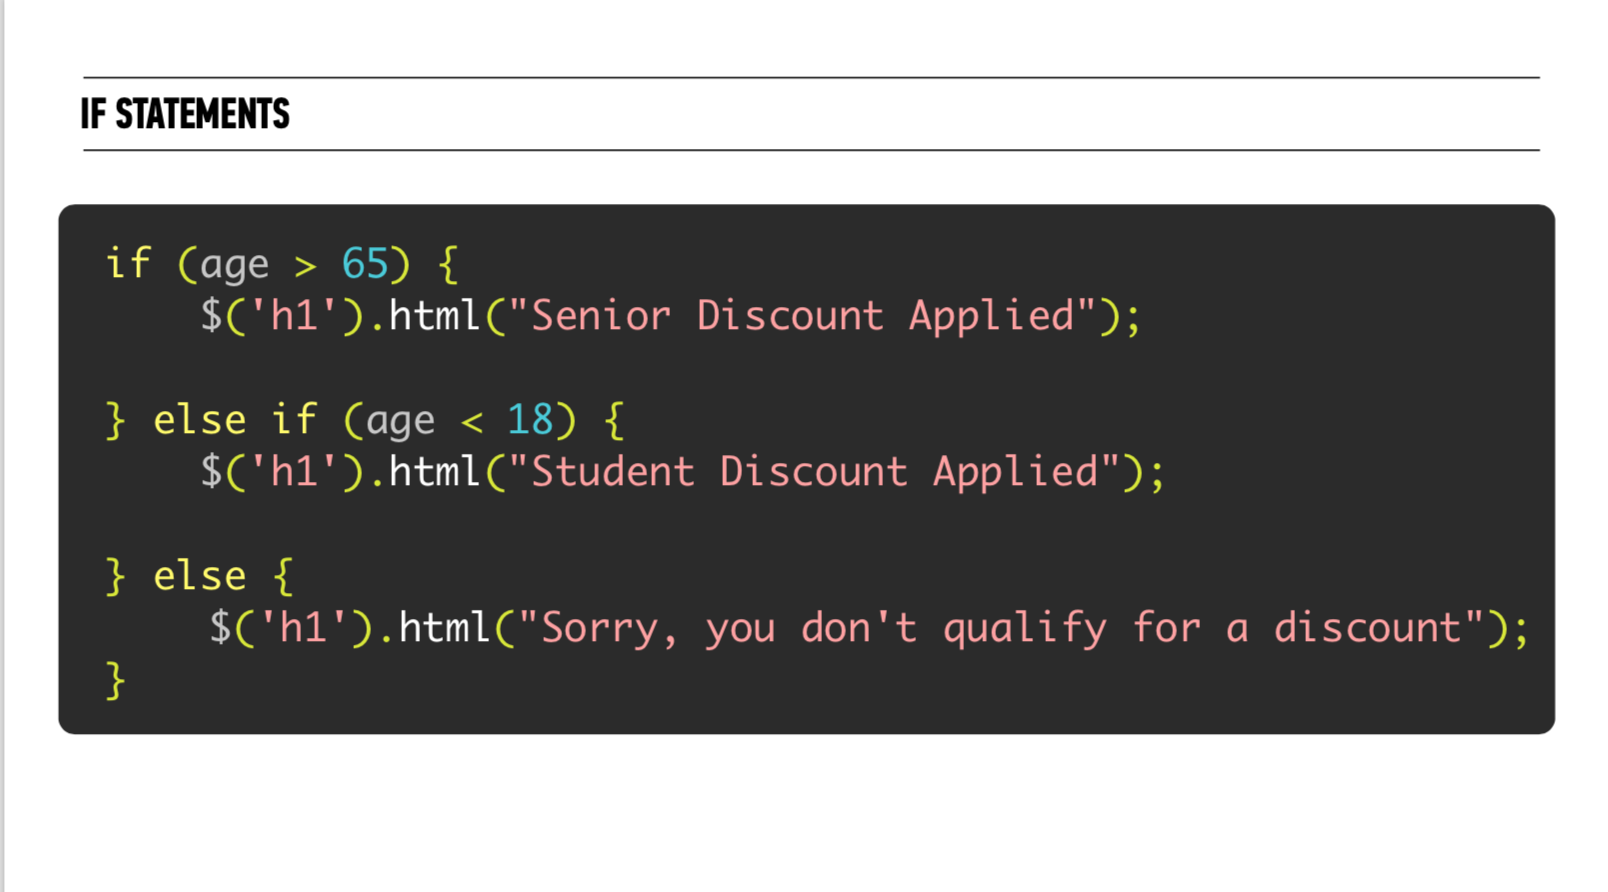 IF STATEMENTS
if (age > 65) {
$('h1').html("Senior Discount Applied");
} else if (age < 18) {
$('h1').html("Student Discount Applied");
} else {
$('h1').html("Sorry, you don't qualify for a discount");
}